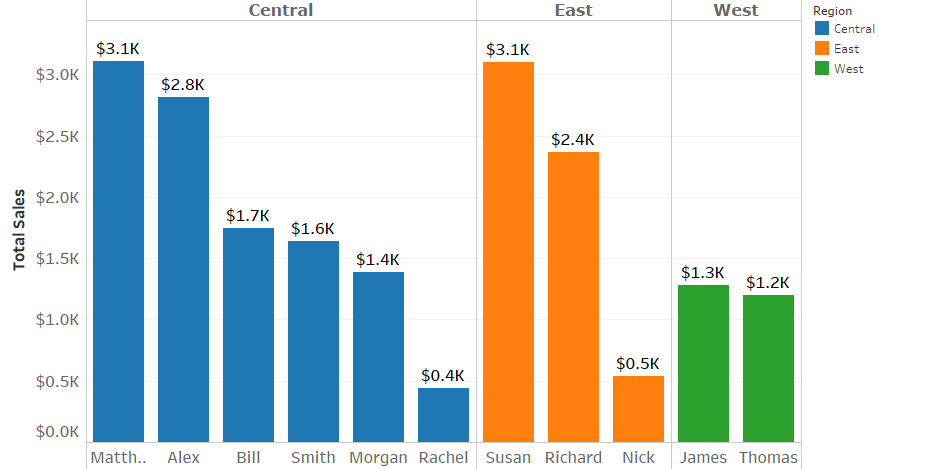 Central East West
Region
Central
East
West
Total Sales
$3.0K
$2.5K
$2.0K
$1.5K
$1.0K
$0.5K
$0.0K
$3.1K
$2.8K
$1.7K
$1.6K
$1.4K
$0.4K
$3.1K
$2.4K
$0.5K
$1.3K
$1.2K
Matth.. Alex Bill Smith Morgan Rachel Susan Richard Nick James Thomas